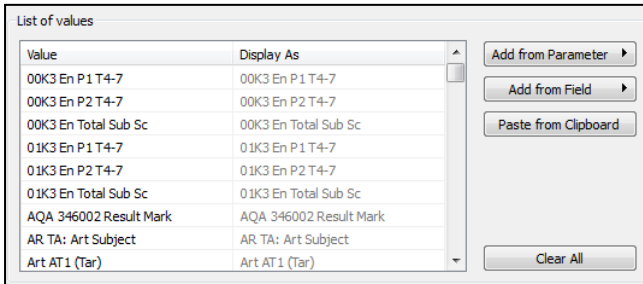 List of values
Value Display As
00K3 En P1 T4-7 00K3 En P1 T4-7
00K3 En P2 T4-7 00K3 En P2 T4-7
00K3 En Total Sub Sc 00K3 En Total Sub Sc
01K3 En P1 T4-7 01K3 En P1 T4-7
01K3 En P2 T4-7 01K3 En P2 T4-7
01K3 En Total Sub Sc 01K3 En Total Sub Sc
AQA 346002 Result Mark AQA 346002 Result Mark
AR TA: Art Subject AR TA: Art Subject
Art AT1 (Tar) Art AT1 (Tar)
Add from Parameter
Add from Field
Paste from Clipboard
Clear All